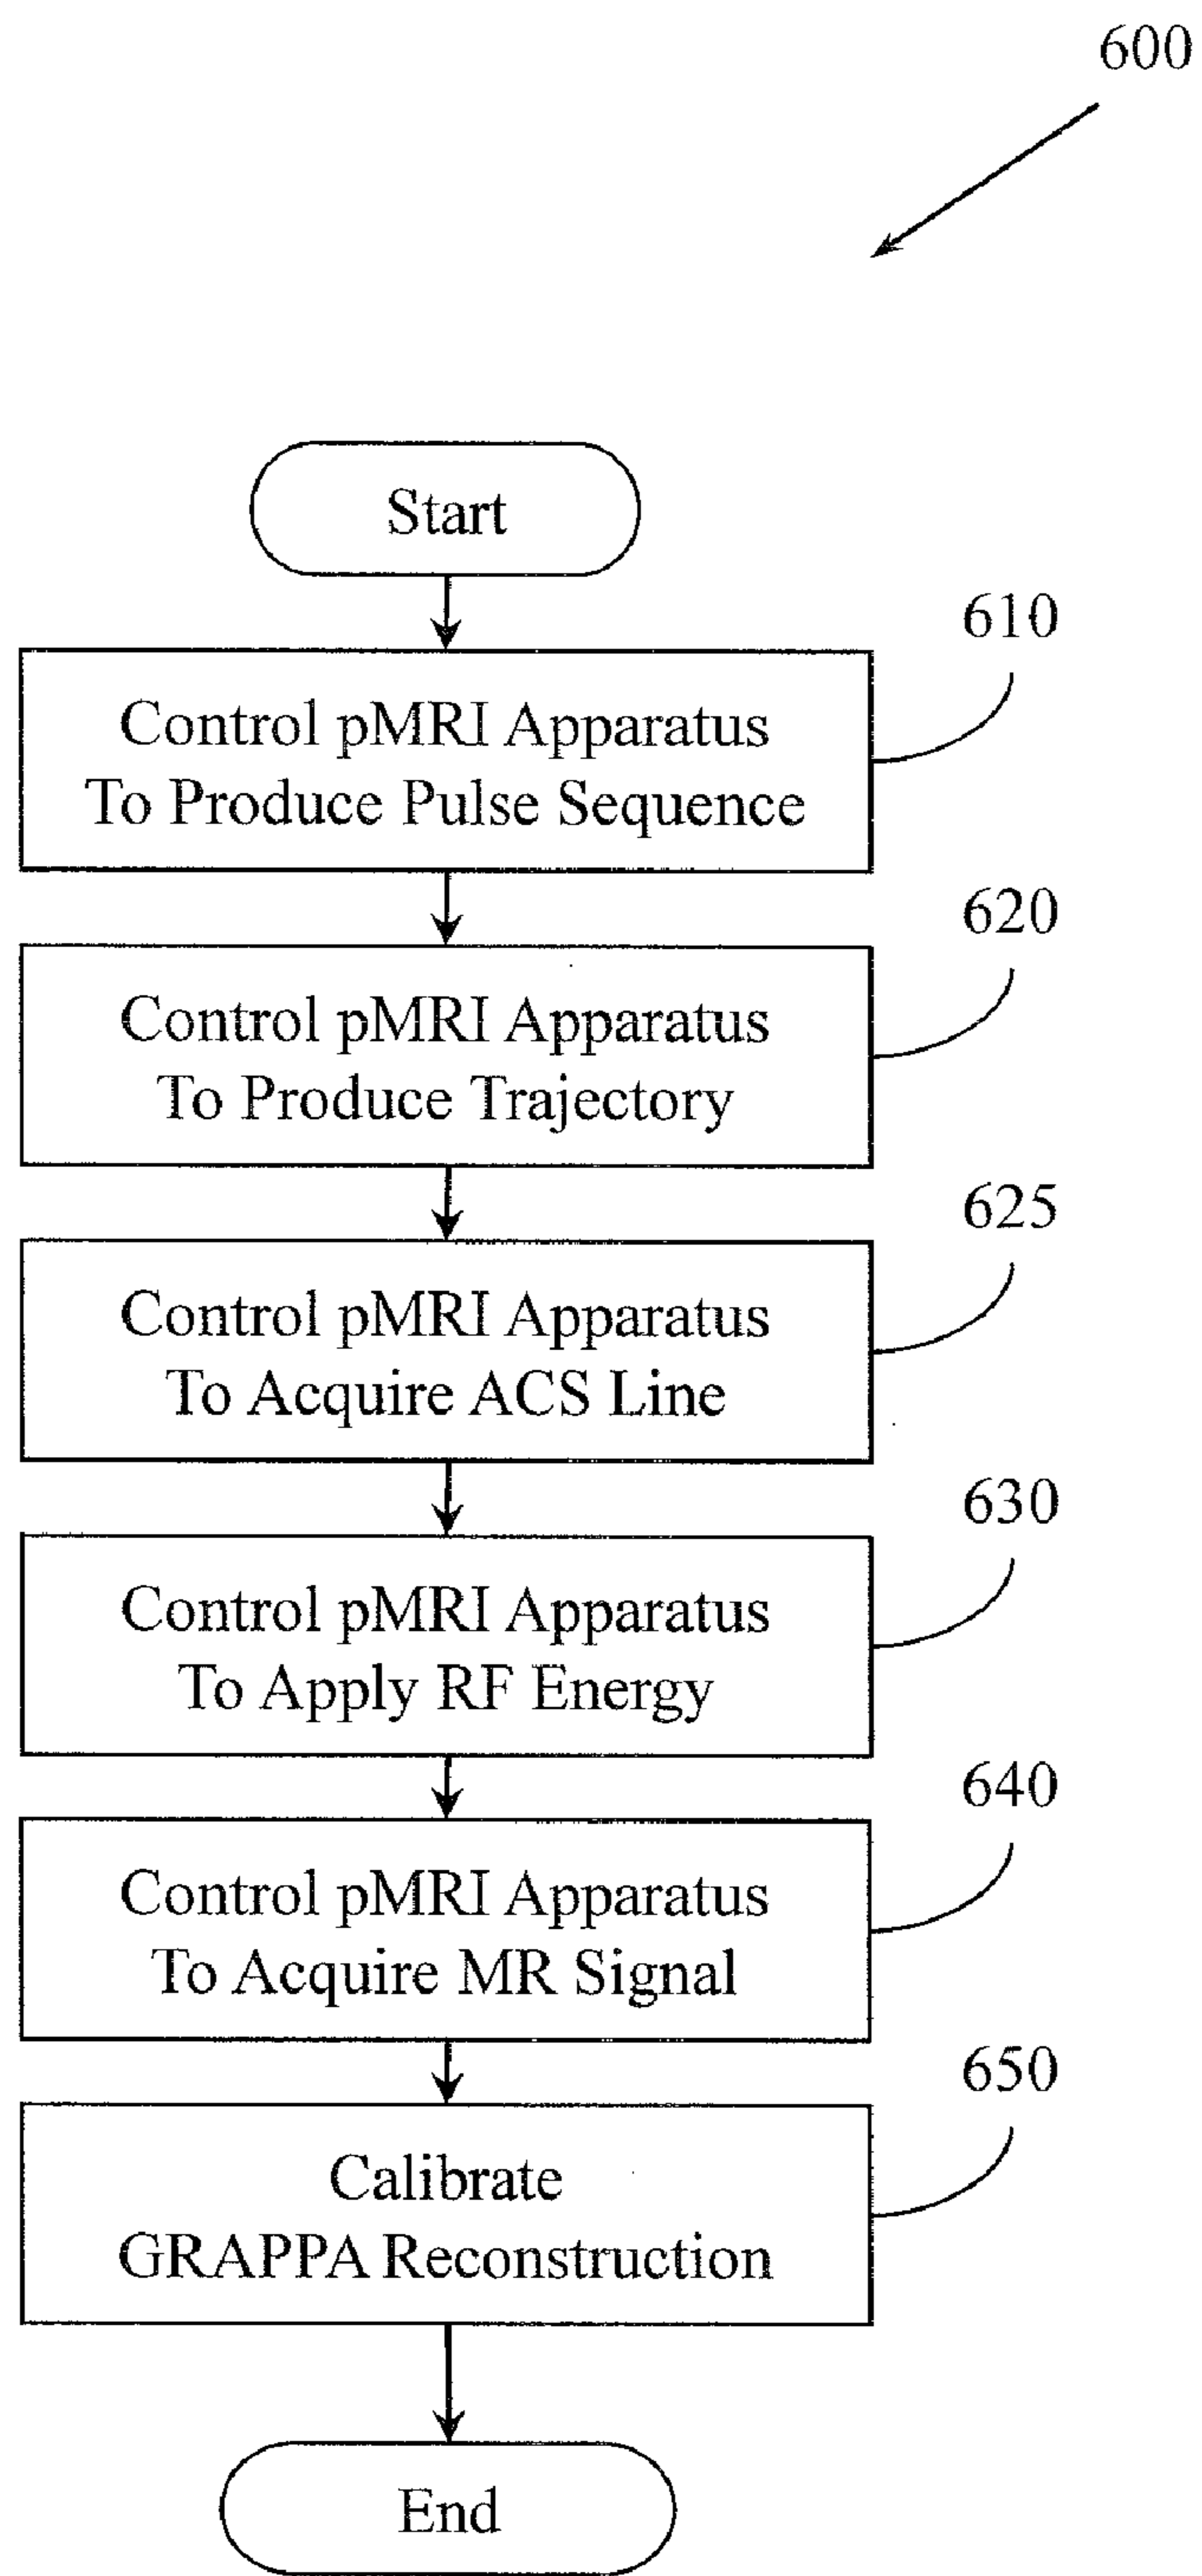 600
Start
610
Control pMRI Apparatus
To Produce Pulse Sequence
620
Control pMRI Apparatus
To Produce Trajectory
625
Control pMRI Apparatus
To Acquire ACS Line
630
Control pMRI Apparatus
To Apply RF Energy
640
Control pMRI Apparatus
To Acquire MR Signal
650
Calibrate
GRAPPA Reconstruction
End